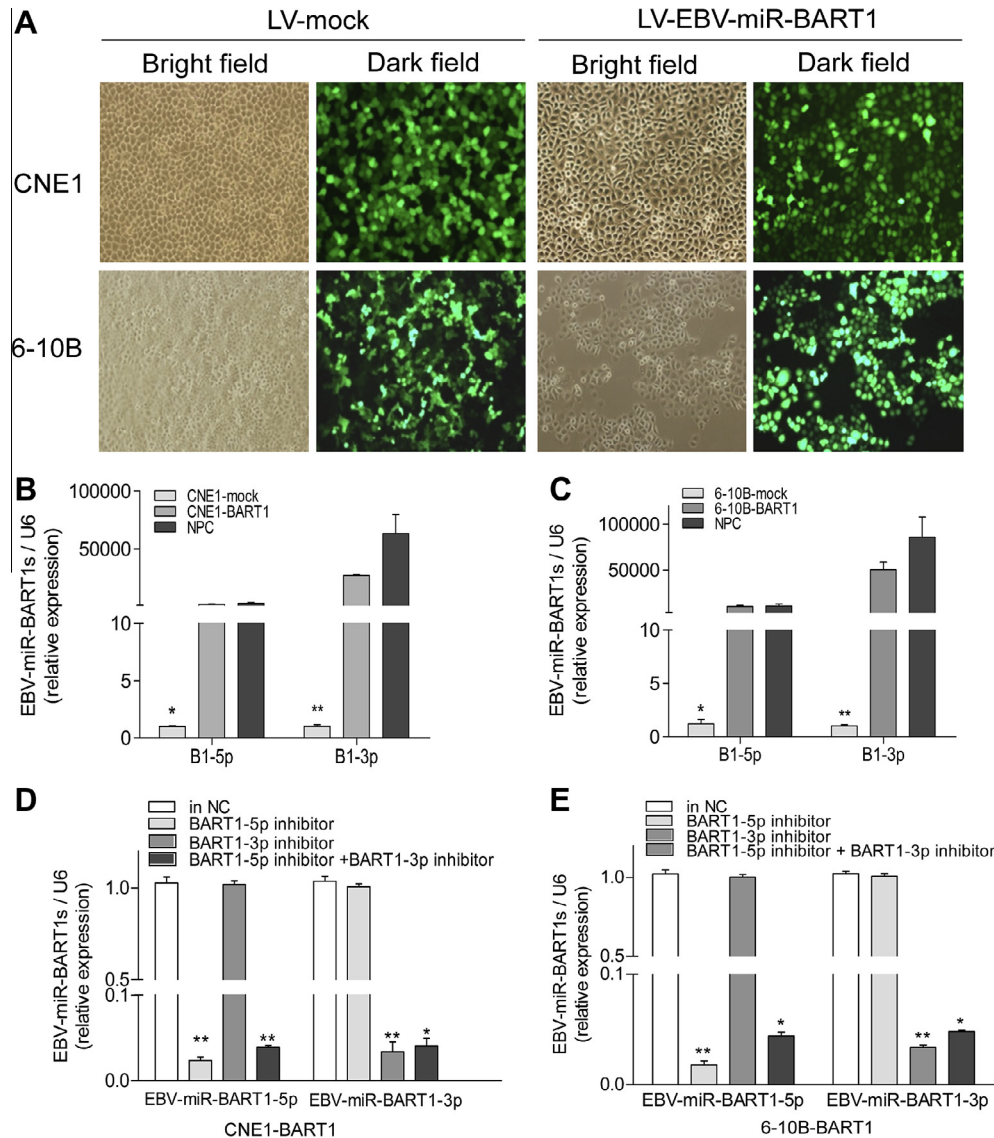 A
LV-mock
LV-EBV-miR-BART1
Bright field
Dark field
Bright field
Dark field
CNE1
6-10B
B
EBV-miR-BART1s / U6
(relative expression)
100000
50000
10
5
0
CNE1-mock
CNE1-BART1
NPC
*
**
B1-5p
B1-3p
C
EBV-miR-BART1s / U6
(relative expression)
100000
50000
10
5
0
6-10B-mock
6-10B-BART1
NPC
*
**
B1-5p
B1-3p
D
EBV-miR-BART1s / U6
(relative expression)
1.0
0.5
0.1
0.0
in NC
BART1-5p inhibitor
BART1-3p inhibitor
BART1-5p inhibitor +BART1-3p inhibitor
**
**
**
*
EBV-miR-BART1-5p
EBV-miR-BART1-3p
CNE1-BART1
E
EBV-miR-BART1s / U6
(relative expression)
1.0
0.5
0.1
0.0
in NC
BART1-5p inhibitor
BART1-3p inhibitor
BART1-5p inhibitor + BART1-3p inhibitor
**
*
**
*
EBV-miR-BART1-5p
EBV-miR-BART1-3p
6-10B-BART1